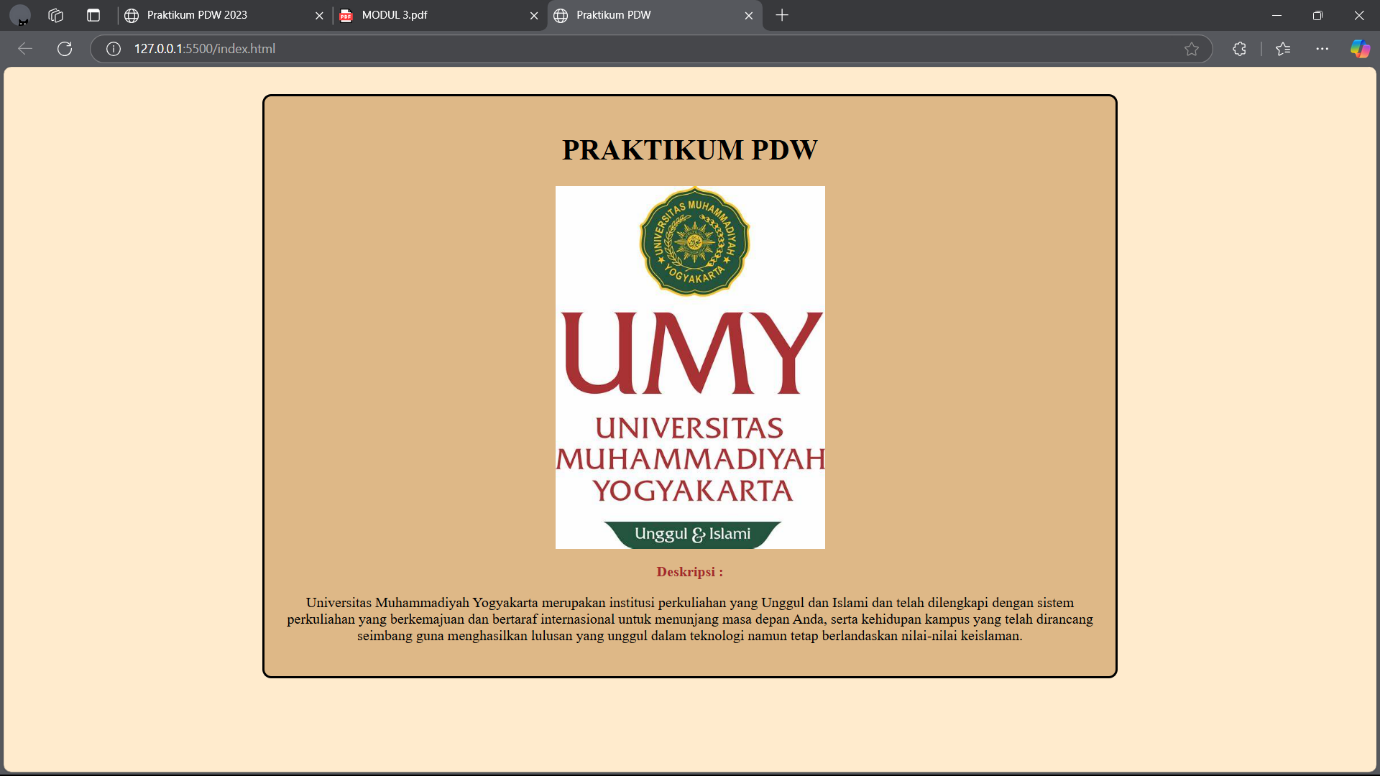 Praktikum PDW 2023
MODUL 3.pdf
Praktikum PDW
127.0.0.1:5500/index.html
PRAKTIKUM PDW
UNIVERSITAS MUHAMMADIYAH
YOGYAKARTA
UMY
UNIVERSITAS
MUHAMMADIYAH
YOGYAKARTA
Unggul & Islami
Deskripsi :
Universitas Muhammadiyah Yogyakarta merupakan institusi perkuliahan yang Unggul dan Islami dan telah dilengkapi dengan sistem
perkuliahan yang berkemajuan dan bertaraf internasional untuk menunjang masa depan Anda, serta kehidupan kampus yang telah dirancang
seimbang guna menghasilkan lulusan yang unggul dalam teknologi namun tetap berlandaskan nilai-nilai keislaman.